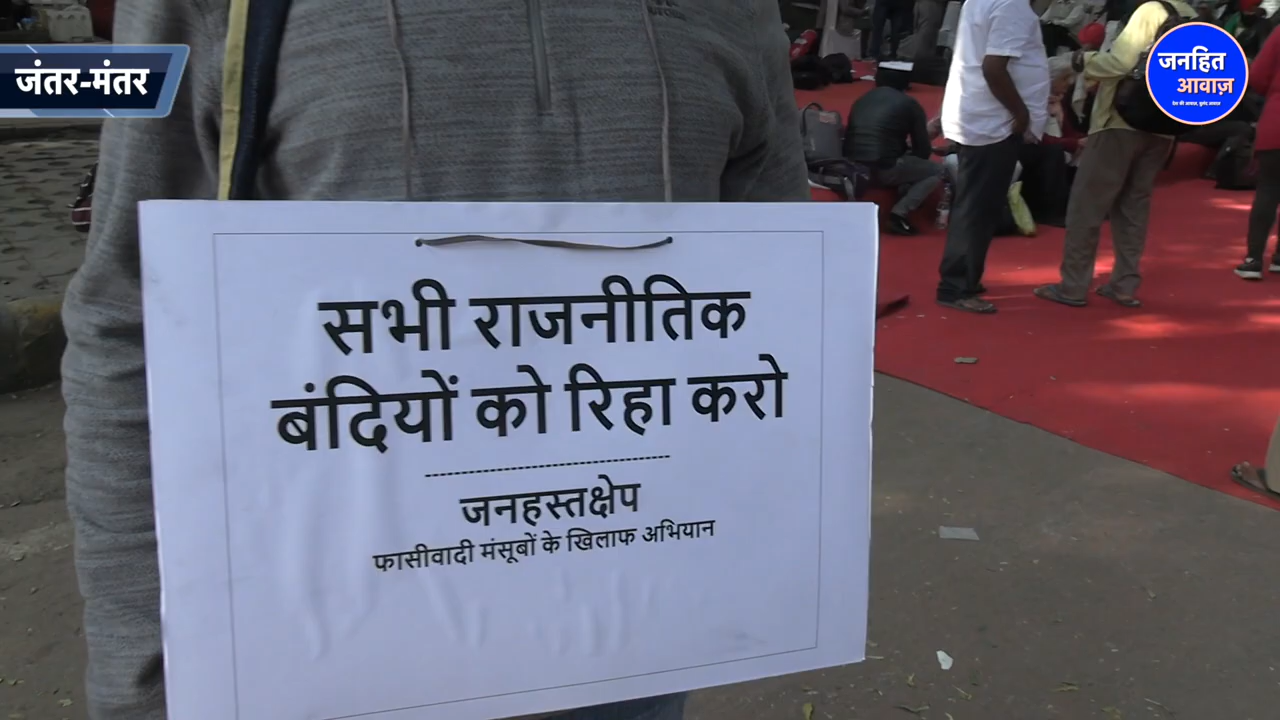 जंतर-मंतर
जनहित
आवाज़
सभी राजनीतिक
बंदियों को रिहा करो
जनहस्तक्षेप
फासीवादी मंसूबों के खिलाफ अभियान